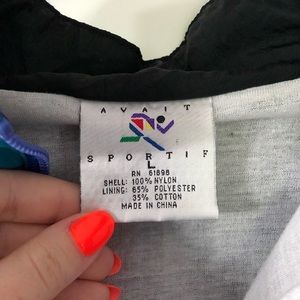 AVAIT
SPORTIF
L
RN 61898
SHELL: 100% NYLON
LINING: 65% POLYESTER
35% COTTON
MADE IN CHINA